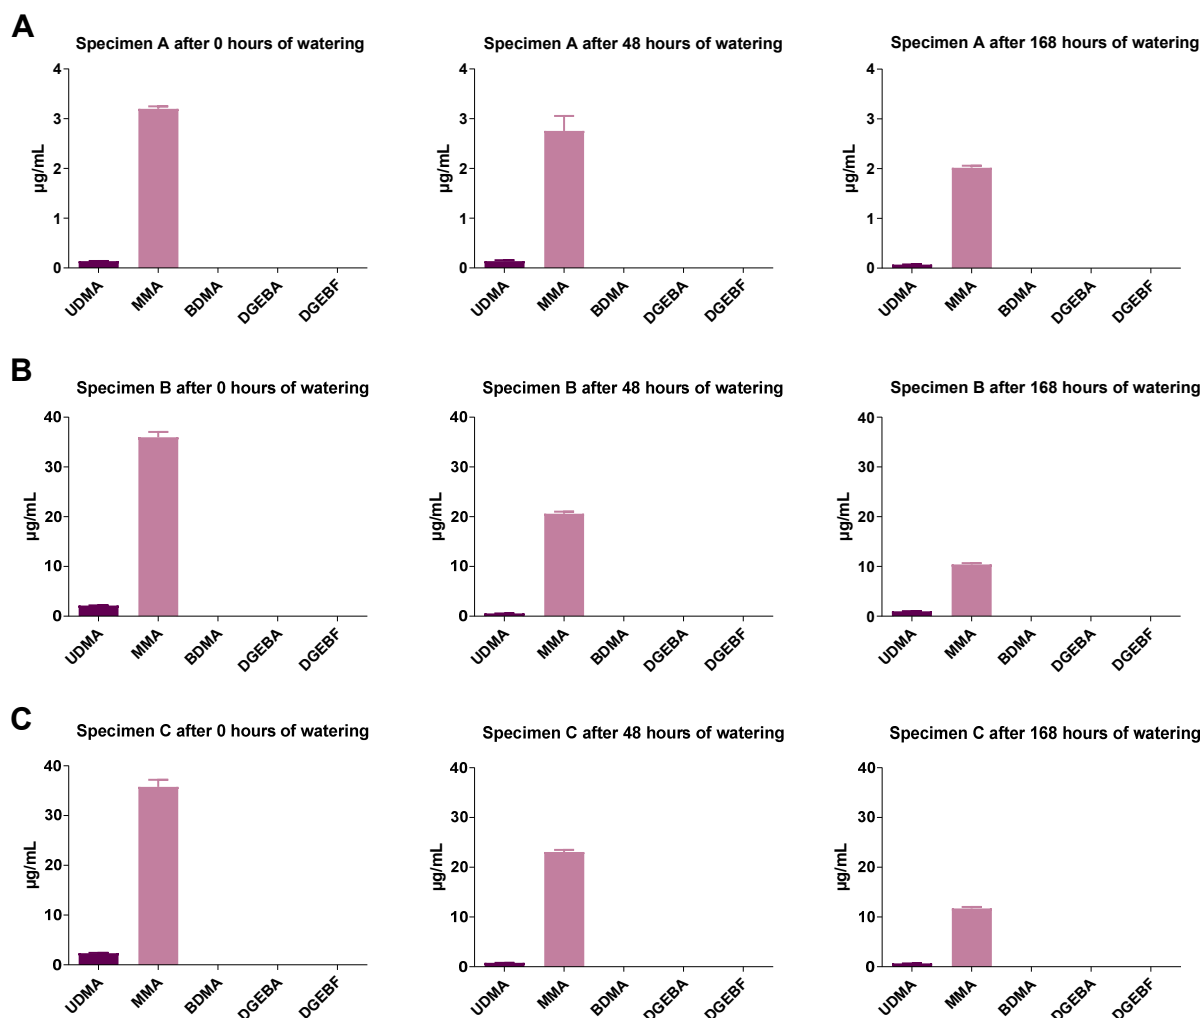 A
Specimen A after 0 hours of watering
Specimen A after 48 hours of watering
Specimen A after 168 hours of watering
µg/mL
4
3
2
1
0
UDMA
MMA
BDMA
DGEBA
DGEBF
µg/mL
4
3
2
1
0
UDMA
MMA
BDMA
DGEBA
DGEBF
µg/mL
4
3
2
1
0
UDMA
MMA
BDMA
DGEBA
DGEBF
B
Specimen B after 0 hours of watering
Specimen B after 48 hours of watering
Specimen B after 168 hours of watering
µg/mL
40
30
20
10
0
UDMA
MMA
BDMA
DGEBA
DGEBF
µg/mL
40
30
20
10
0
UDMA
MMA
BDMA
DGEBA
DGEBF
µg/mL
40
30
20
10
0
UDMA
MMA
BDMA
DGEBA
DGEBF
C
Specimen C after 0 hours of watering
Specimen C after 48 hours of watering
Specimen C after 168 hours of watering
µg/mL
40
30
20
10
0
UDMA
MMA
BDMA
DGEBA
DGEBF
µg/mL
40
30
20
10
0
UDMA
MMA
BDMA
DGEBA
DGEBF
µg/mL
40
30
20
10
0
UDMA
MMA
BDMA
DGEBA
DGEBF